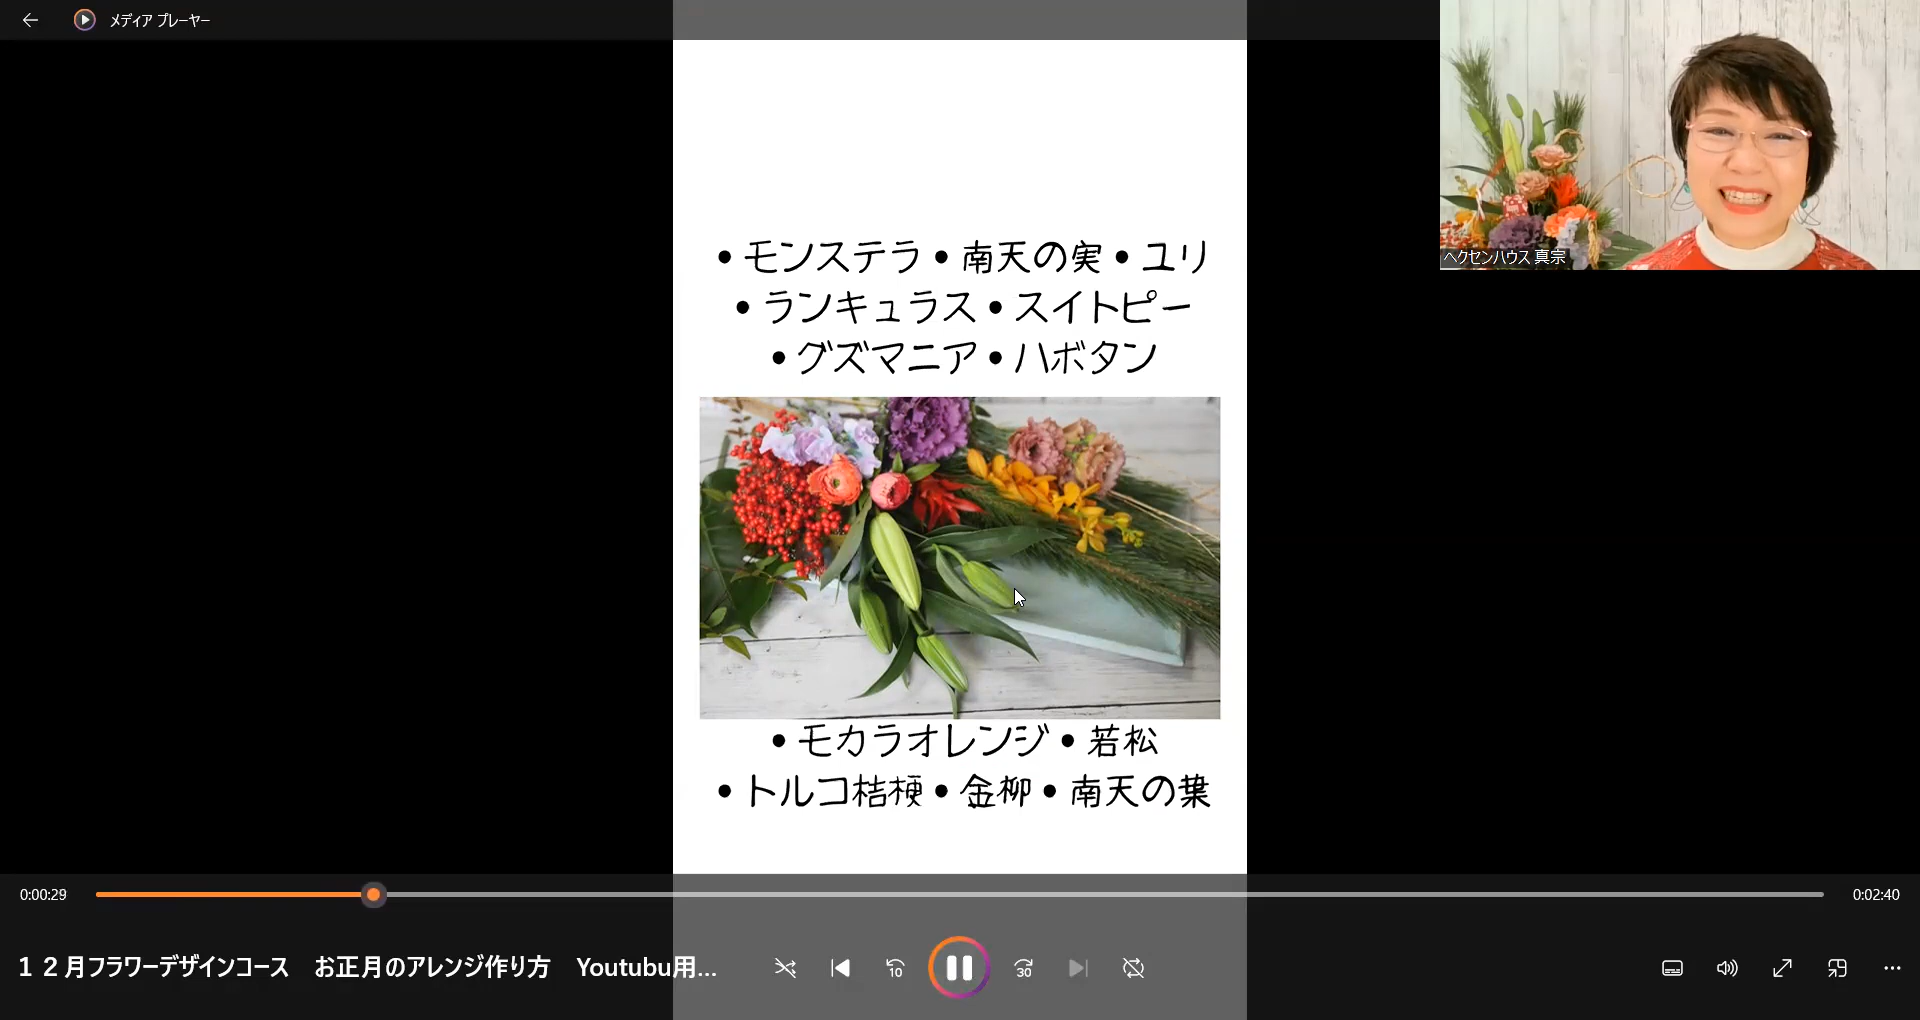 メディア プレーヤー
ヘクセンハウス 真宗
• モンステラ • 南天の実 • ユリ
• ランキュラス • スイトピー
• グズマニア • ハボタン
• モカラオレンジ • 若松
• トルコ桔梗 • 金柳 • 南天の葉
0:00:29
0:02:40
１２月フラワーデザインコース　お正月のアレンジ作り方　Youtubu用...
10
30